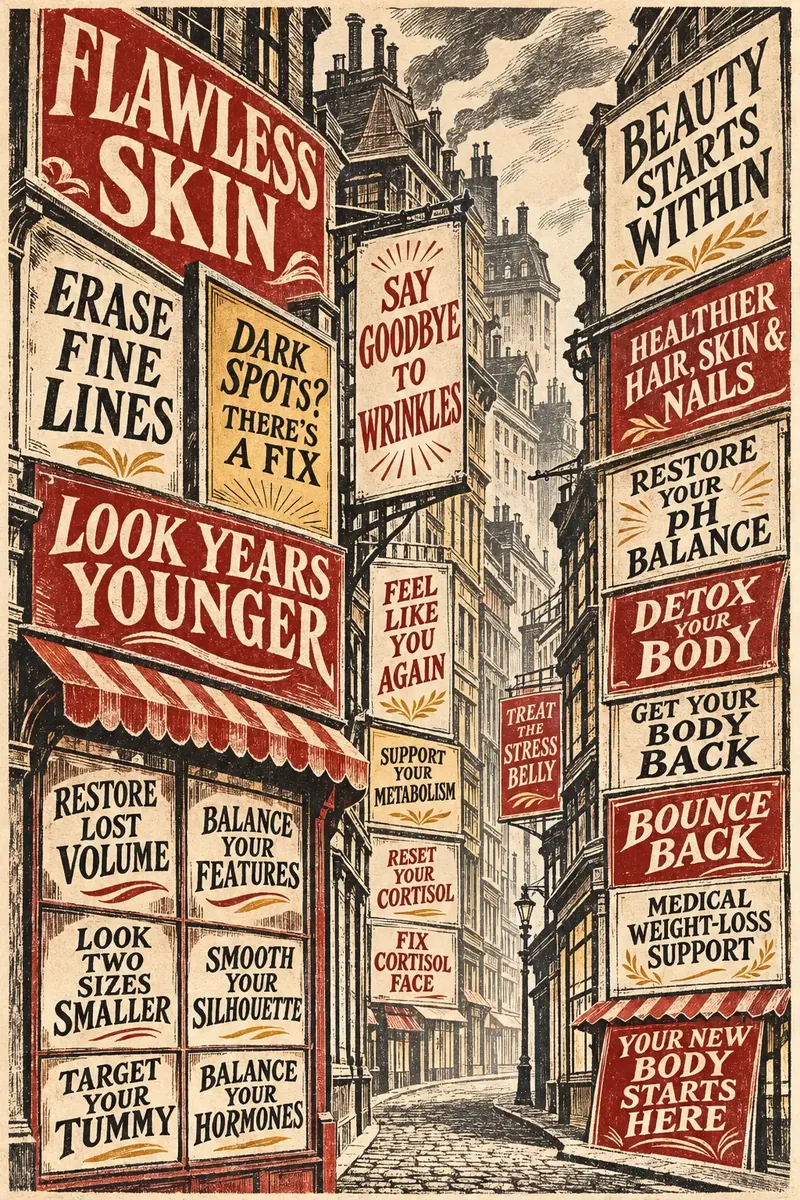 FLAWLESS
SKIN
ERASE
FINE
LINES
DARK
SPOTS?
THERE'S
A FIX
SAY
GOODBYE
TO
WRINKLES
LOOK YEARS
YOUNGER
RESTORE
LOST
VOLUME
BALANCE
YOUR
FEATURES
LOOK
TWO
SIZES
SMALLER
SMOOTH
YOUR
SILHOUETTE
TARGET
YOUR
TUMMY
BALANCE
YOUR
HORMONES
FEEL
LIKE
YOU
AGAIN
SUPPORT
YOUR
METABOLISM
RESET
YOUR
CORTISOL
FIX
CORTISOL
FACE
TREAT
THE
STRESS
BELLY
BEAUTY
STARTS
WITHIN
HEALTHIER
HAIR, SKIN &
NAILS
RESTORE
YOUR
PH
BALANCE
DETOX
YOUR
BODY
GET YOUR
BODY
BACK
BOUNCE
BACK
MEDICAL
WEIGHT-LOSS
SUPPORT
YOUR NEW
BODY
STARTS
HERE